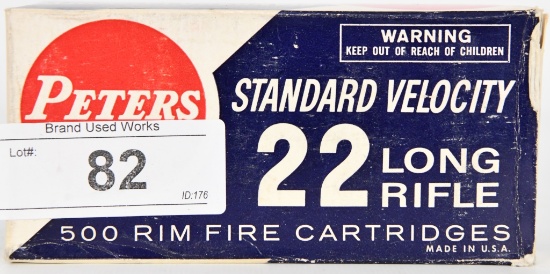 WARNING
KEEP OUT OF REACH OF CHILDREN
PETERS
STANDARD VELOCITY
22 LONG
RIFLE
500 RIM FIRE CARTRIDGES
MADE IN U.S.A.
Brand Used Works
Lot#:
82
ID:176